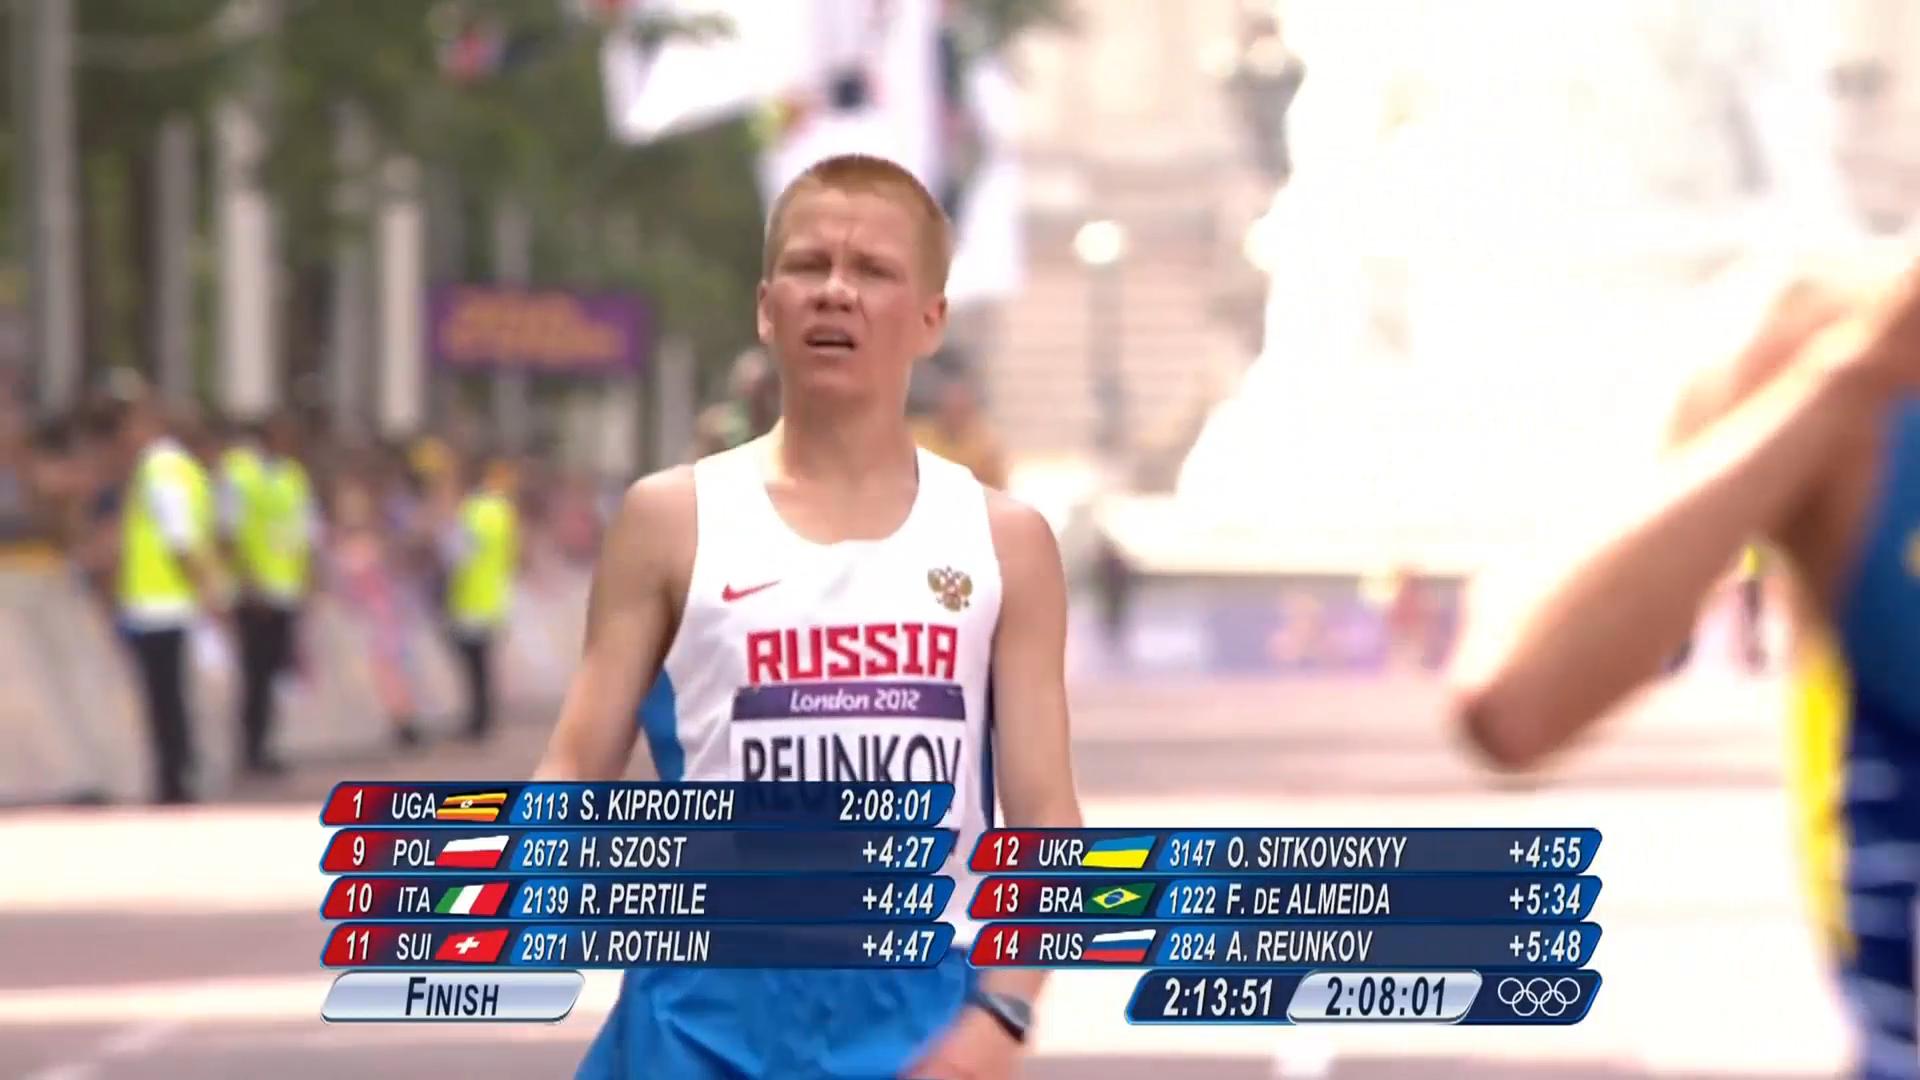 RUSSIA
London 2012
REUNKOV
1 UGA 3113 S. KIPROTICH 2:08:01
9 POL 2672 H. SZOST +4:27
10 ITA 2139 R. PERTILE +4:44
11 SUI 2971 V. ROTHLIN +4:47
12 UKR 3147 O. SITKOVSKYY +4:55
13 BRA 1222 F. DE ALMEIDA +5:34
14 RUS 2824 A. REUNKOV +5:48
FINISH
2:13:51 2:08:01